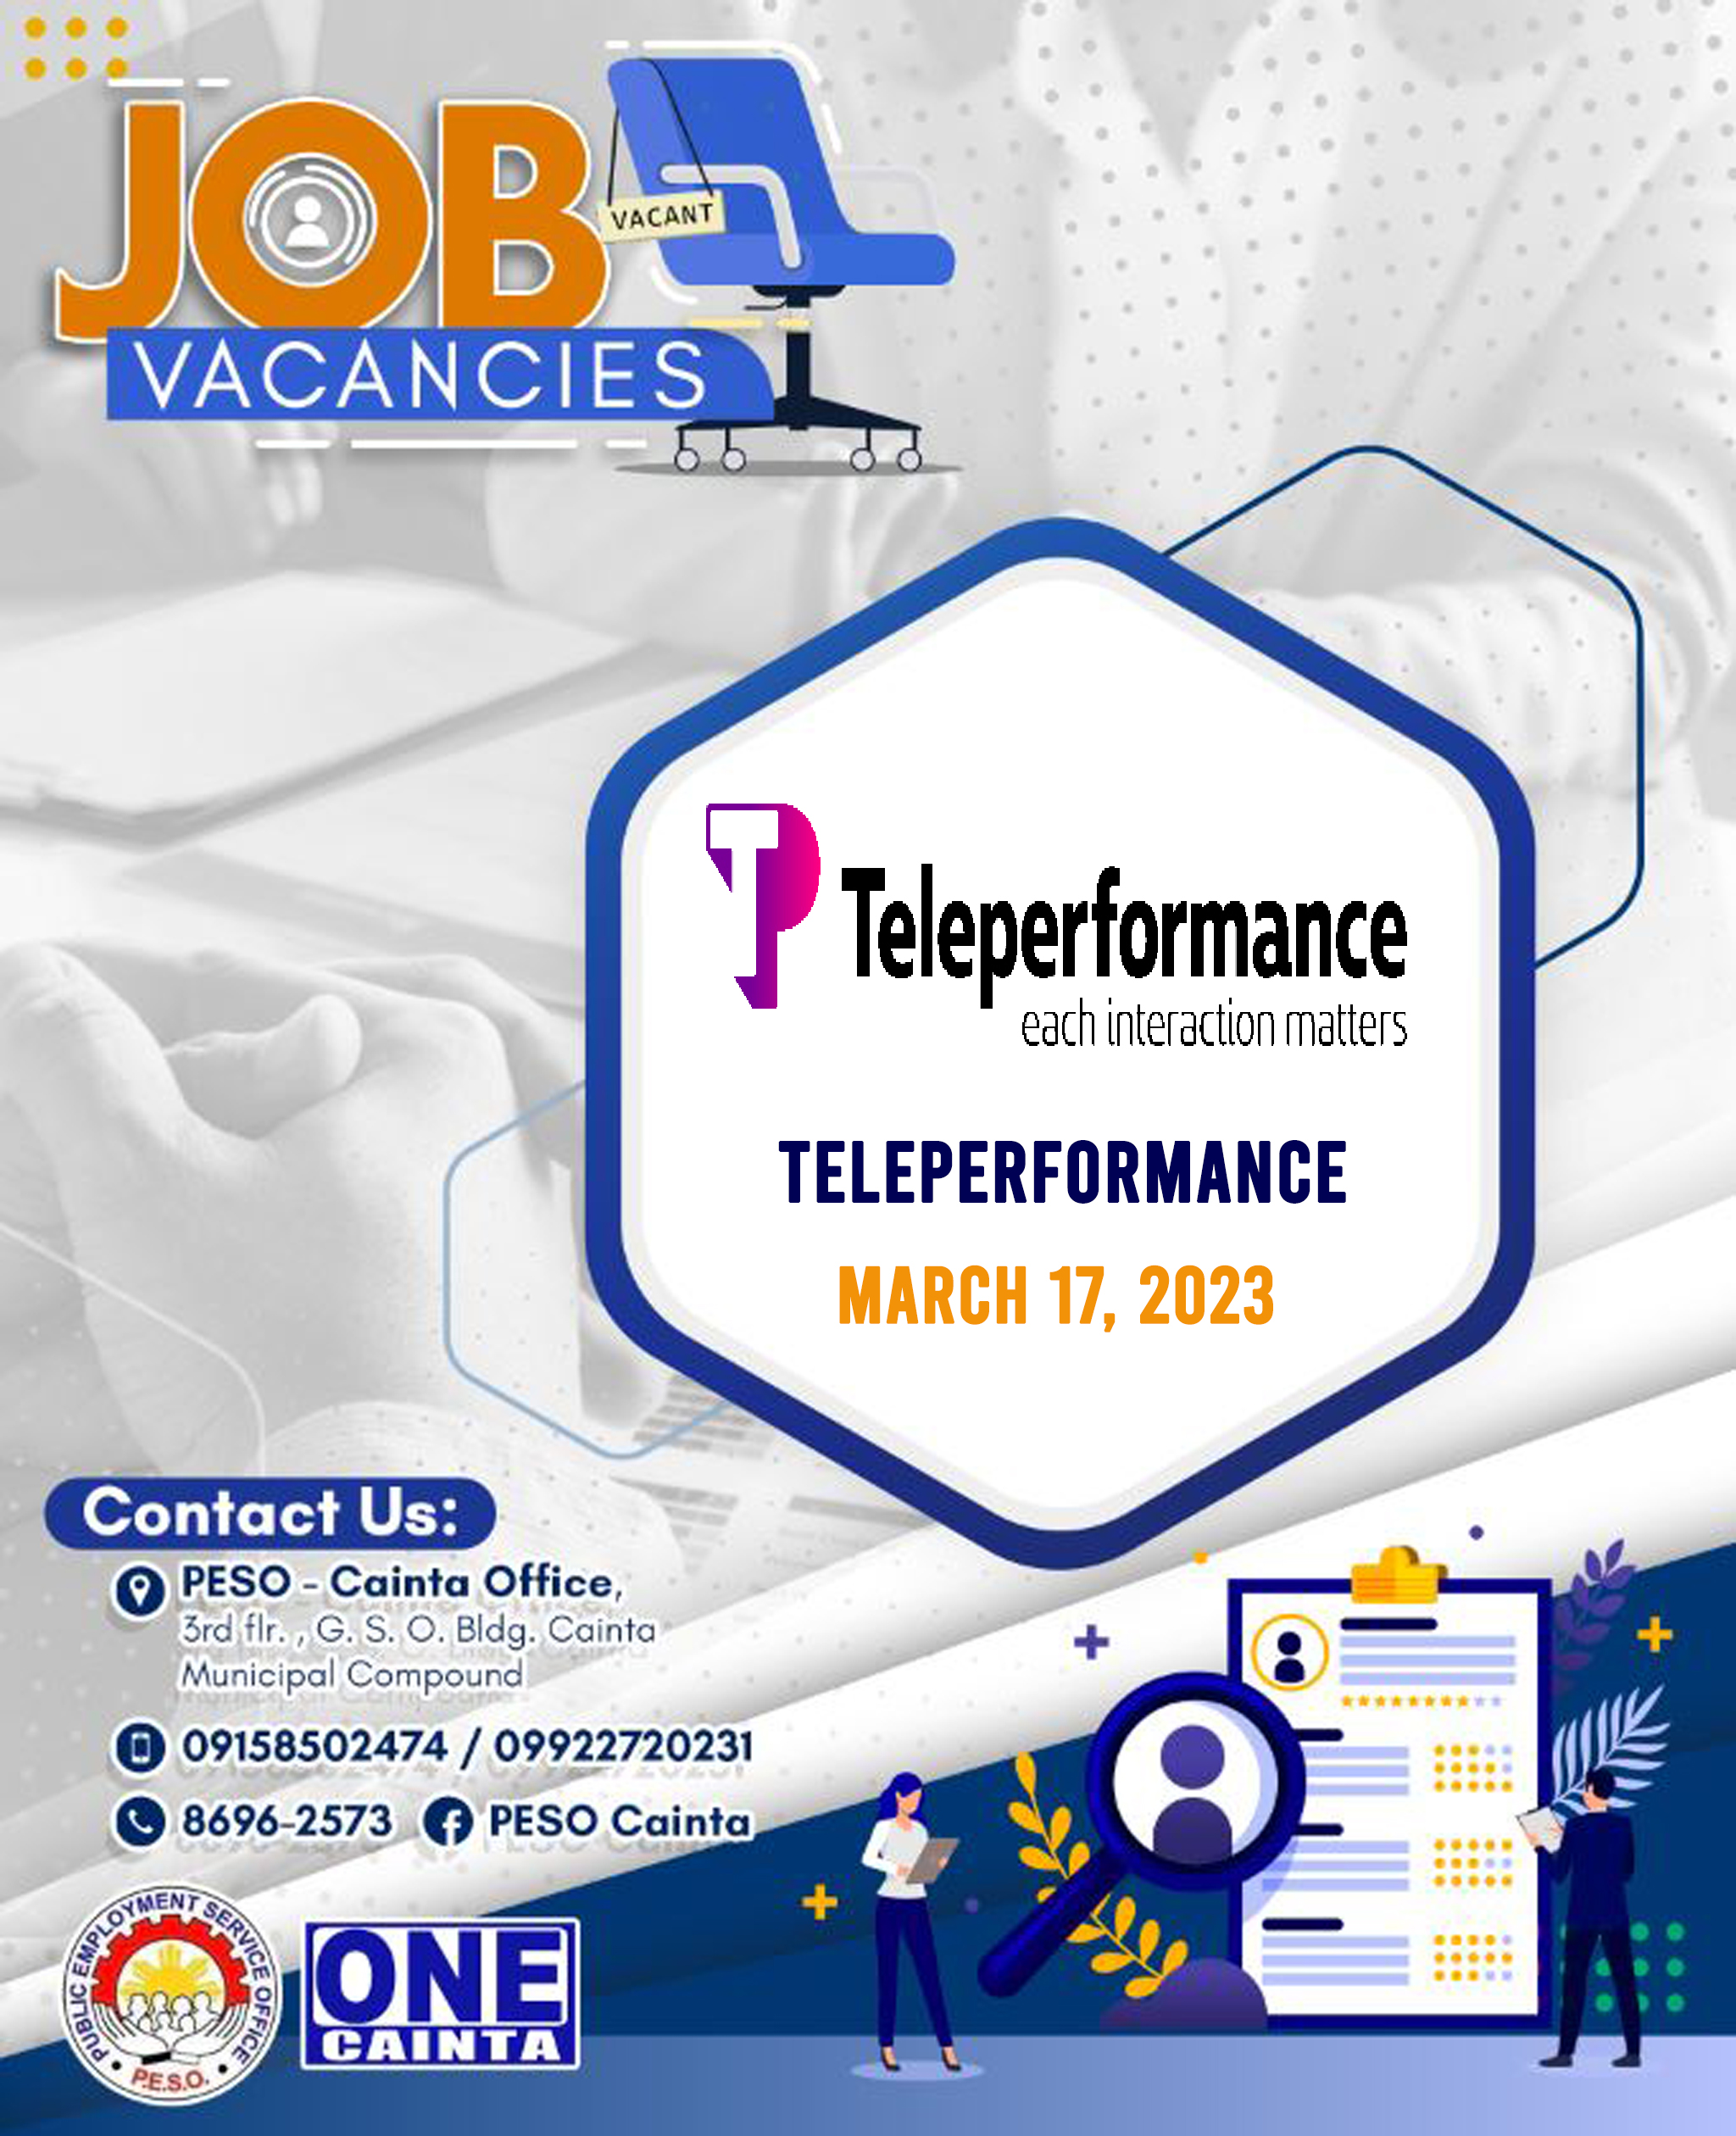 JOB
VACANT
VACANCIES
TP Teleperformance
each interaction matters
TELEPERFORMANCE
MARCH 17, 2023
Contact Us:
PESO - Cainta Office,
3rd flr. , G. S. O. Bldg. Cainta
Municipal Compound
09158502474 / 09922720231
8696-2573 PESO Cainta
PUBLIC EMPLOYMENT SERVICE OFFICE
P.E.S.O.
ONE
CAINTA